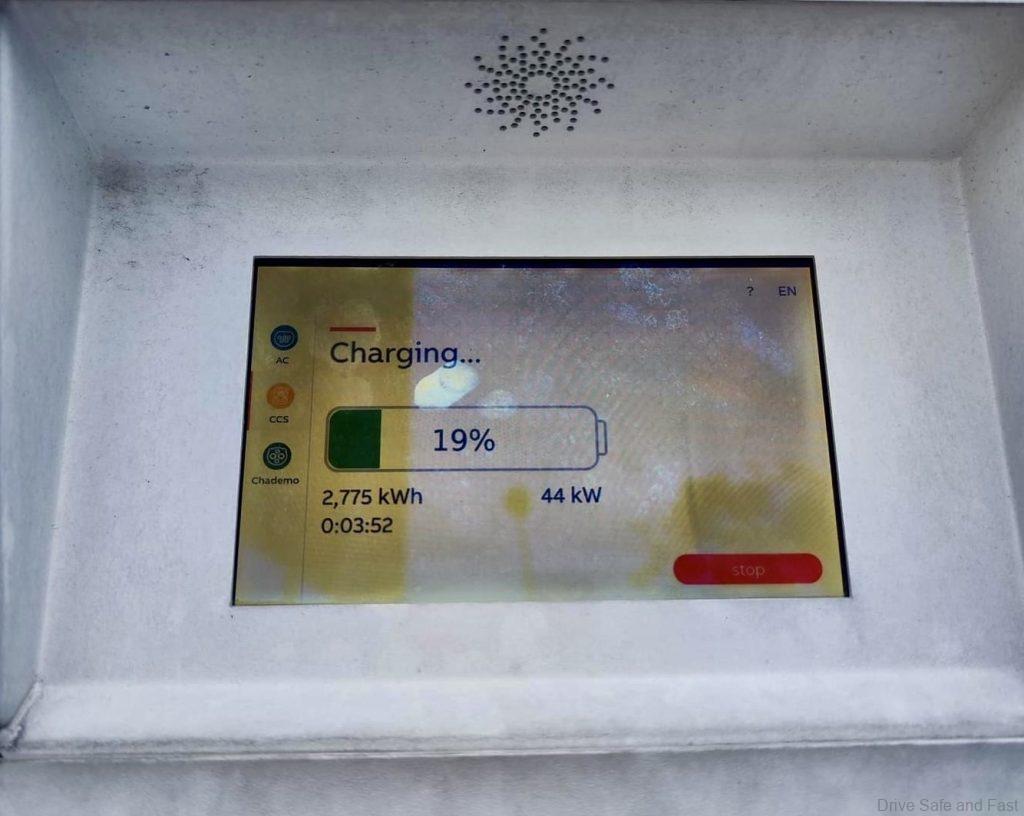 ? EN
AC
CCS
Chademo
Charging...
19%
2,775 kWh 44 kW
0:03:52
stop
Drive Safe and Fast